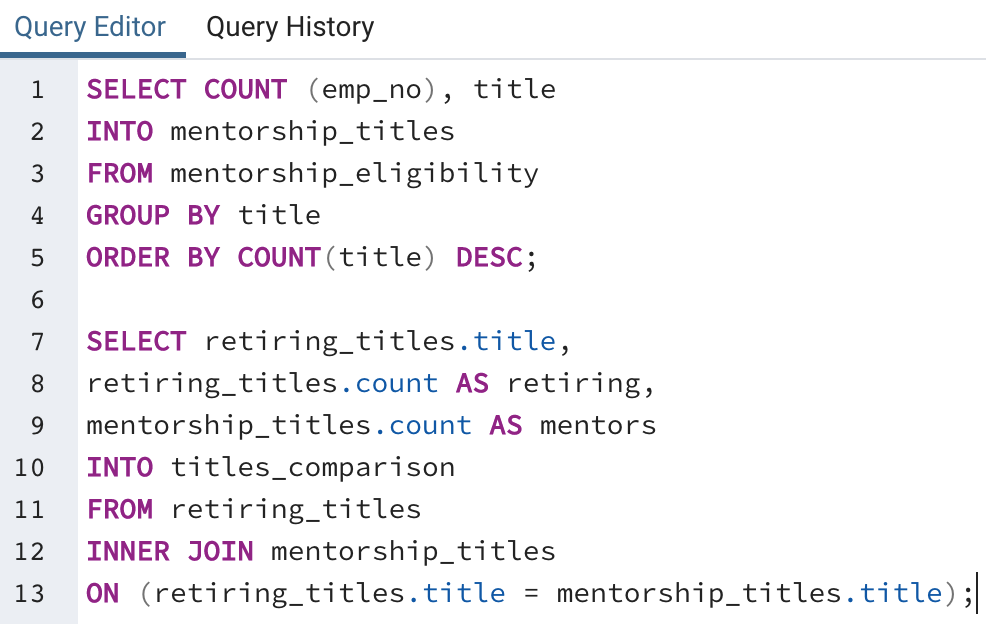 Query Editor Query History
1 SELECT COUNT (emp_no), title
2 INTO mentorship_titles
3 FROM mentorship_eligibility
4 GROUP BY title
5 ORDER BY COUNT(title) DESC;
6
7 SELECT retiring_titles.title,
8 retiring_titles.count AS retiring,
9 mentorship_titles.count AS mentors
10 INTO titles_comparison
11 FROM retiring_titles
12 INNER JOIN mentorship_titles
13 ON (retiring_titles.title = mentorship_titles.title);